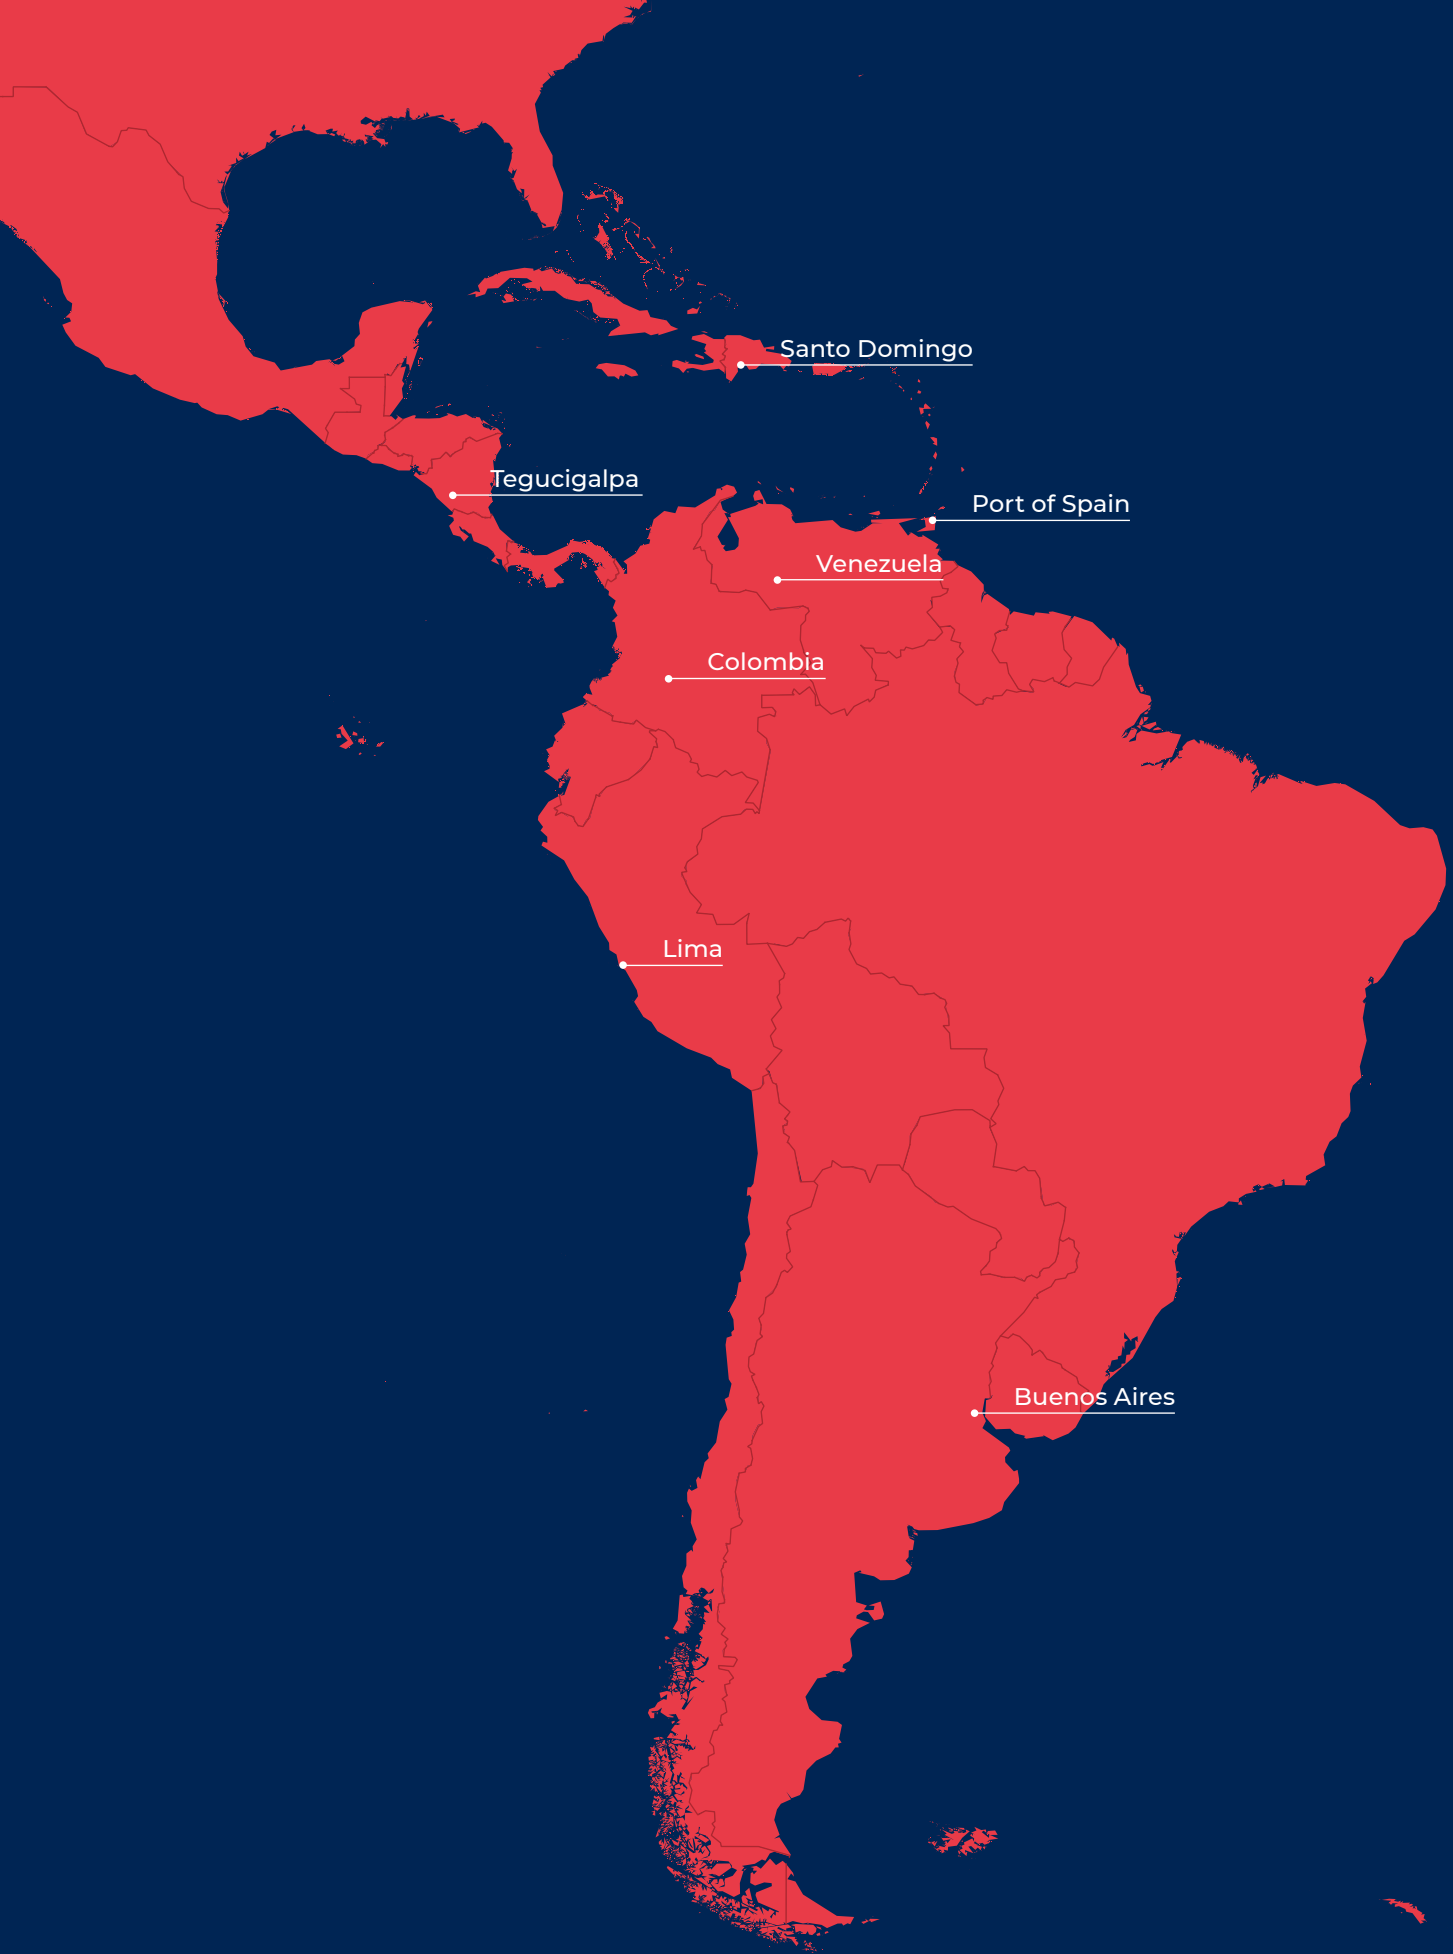 Santo Domingo
Tegucigalpa
Port of Spain
Venezuela
Colombia
Lima
Buenos Aires